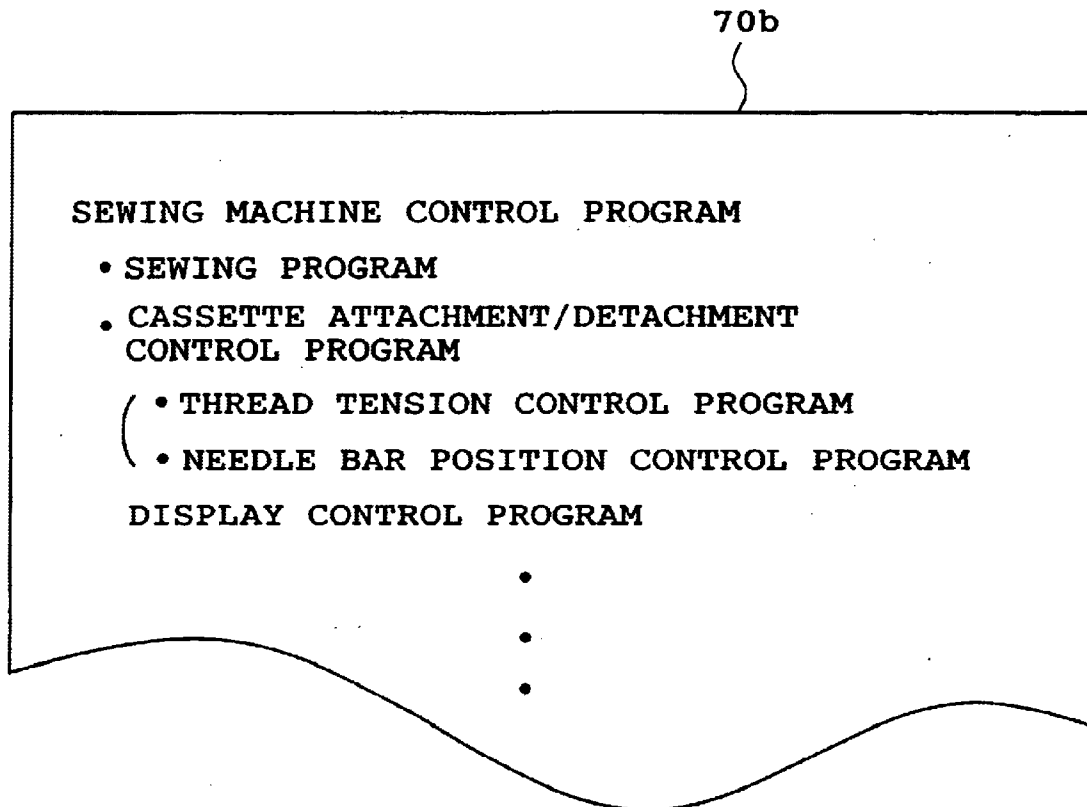 70b
SEWING MACHINE CONTROL PROGRAM
• SEWING PROGRAM
• CASSETTE ATTACHMENT/DETACHMENT
CONTROL PROGRAM
• THREAD TENSION CONTROL PROGRAM
• NEEDLE BAR POSITION CONTROL PROGRAM
DISPLAY CONTROL PROGRAM
•
•
•